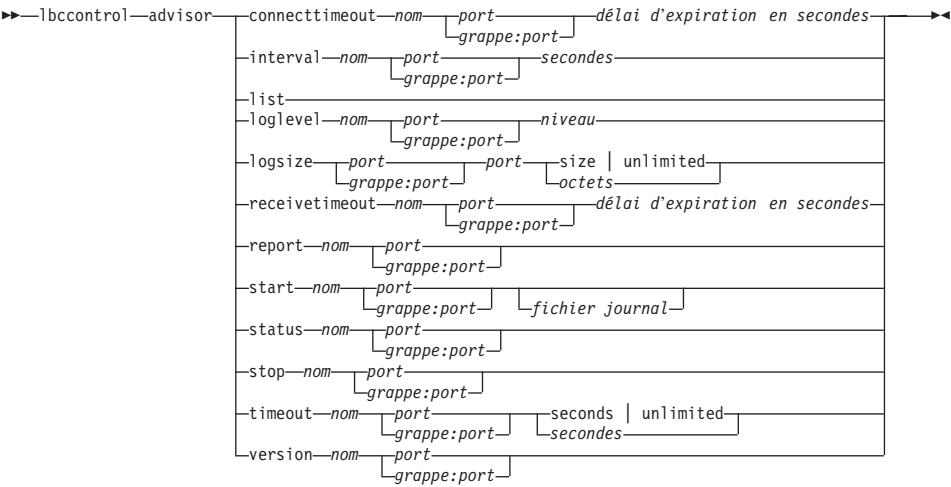 lbccontrol advisor connecttimeout nom port délai d'expiration en secondes
grappe:port
interval nom port secondes
grappe:port
list
loglevel nom port niveau
grappe:port
logsize port port size | unlimited
grappe:port octets
receivetimeout nom port délai d'expiration en secondes
grappe:port
report nom port
grappe:port
start nom port
grappe:port fichier journal
status nom port
grappe:port
stop nom port
grappe:port
timeout nom port seconds | unlimited
grappe:port secondes
version nom port
grappe:port